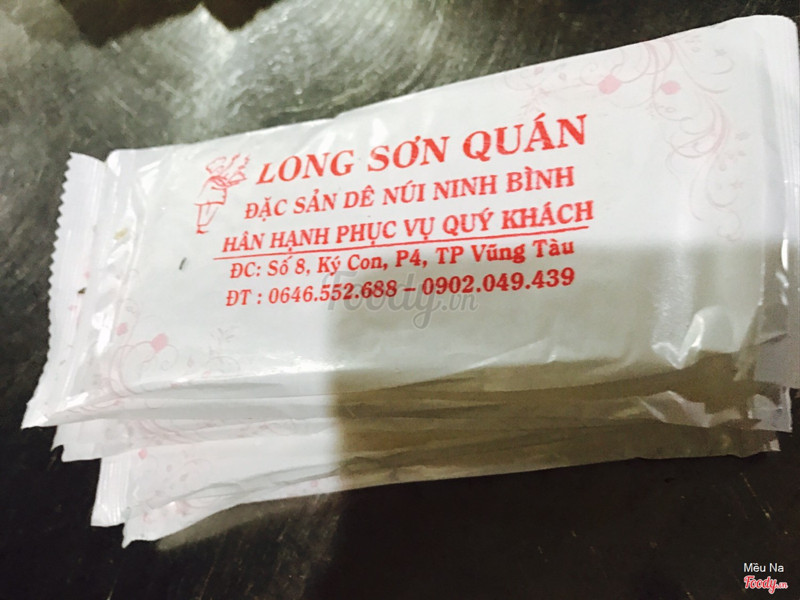 LONG SƠN QUÁN
ĐẶC SẢN DÊ NÚI NINH BÌNH
HÂN HẠNH PHỤC VỤ QUÝ KHÁCH
ĐC: Số 8, Ký Con, P4, TP Vũng Tàu
ĐT : 0646.552.688 – 0902.049.439
Foody.vn
Mều Na
Foody.vn